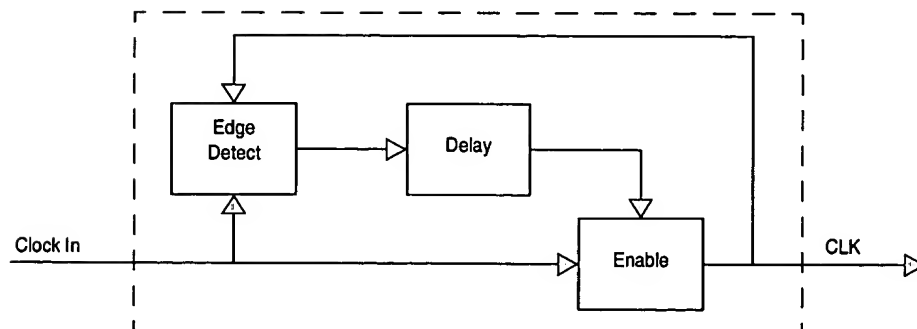 Edge
Detect
Delay
Clock In
Enable
CLK